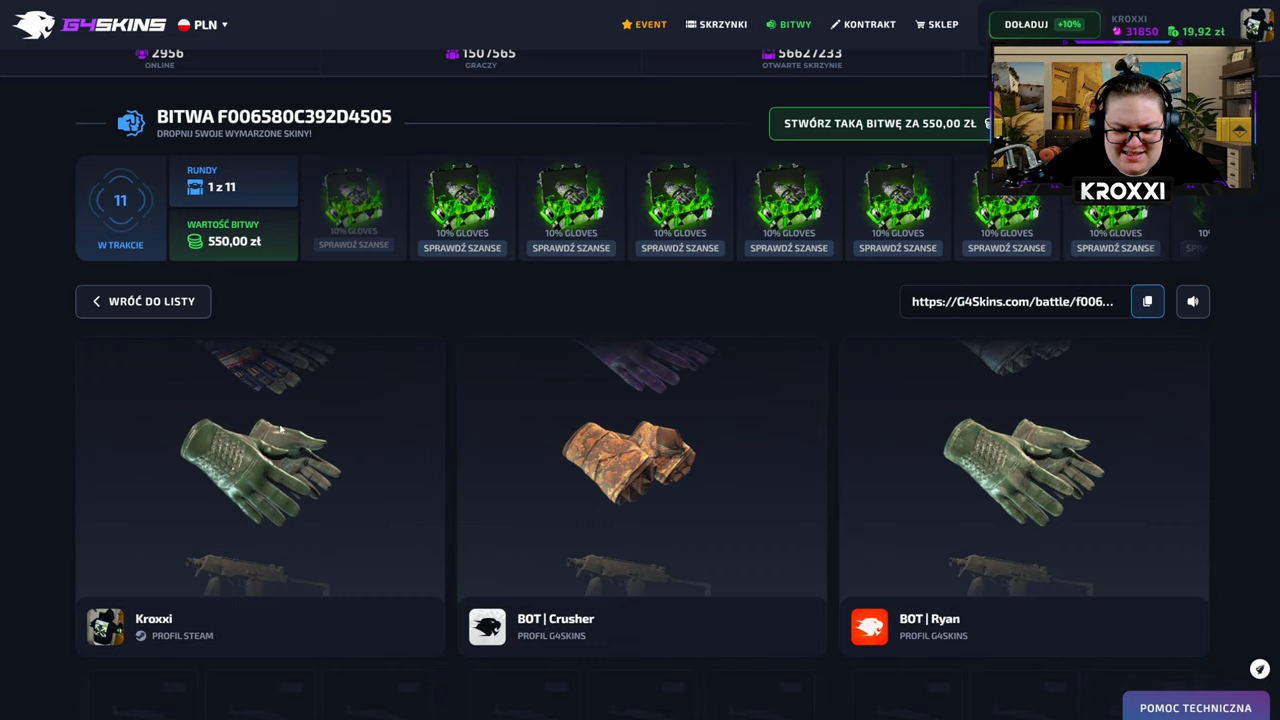 G4SKINS
PLN
EVENT
SKRZYNKI
BITWY
KONTRAKT
SKLEP
DOŁADUJ +10%
KROXXI
31850 19,92 zł
2956
ONLINE
1507565
GRACZY
56627233
OTWARTE SKRZYNIE
BITWA F006580C392D4505
DROPNIJ SWOJE WYMARZONE SKINY!
STWÓRZ TAKĄ BITWĘ ZA 550,00 ZŁ
KROXXI
11
W TRAKCIE
RUNDY
1 z 11
WARTOŚĆ BITWY
550,00 zł
10% GLOVES
SPRAWDŹ SZANSE
10% GLOVES
SPRAWDŹ SZANSE
10% GLOVES
SPRAWDŹ SZANSE
10% GLOVES
SPRAWDŹ SZANSE
10% GLOVES
SPRAWDŹ SZANSE
10% GLOVES
SPRAWDŹ SZANSE
10% GLOVES
SPRAWDŹ SZANSE
10% GLOVES
SPRAWDŹ SZANSE
WRÓĆ DO LISTY
https://G4Skins.com/battle/f006...
Kroxxi
PROFIL STEAM
BOT | Crusher
PROFIL G4SKINS
BOT | Ryan
PROFIL G4SKINS
POMOC TECHNICZNA